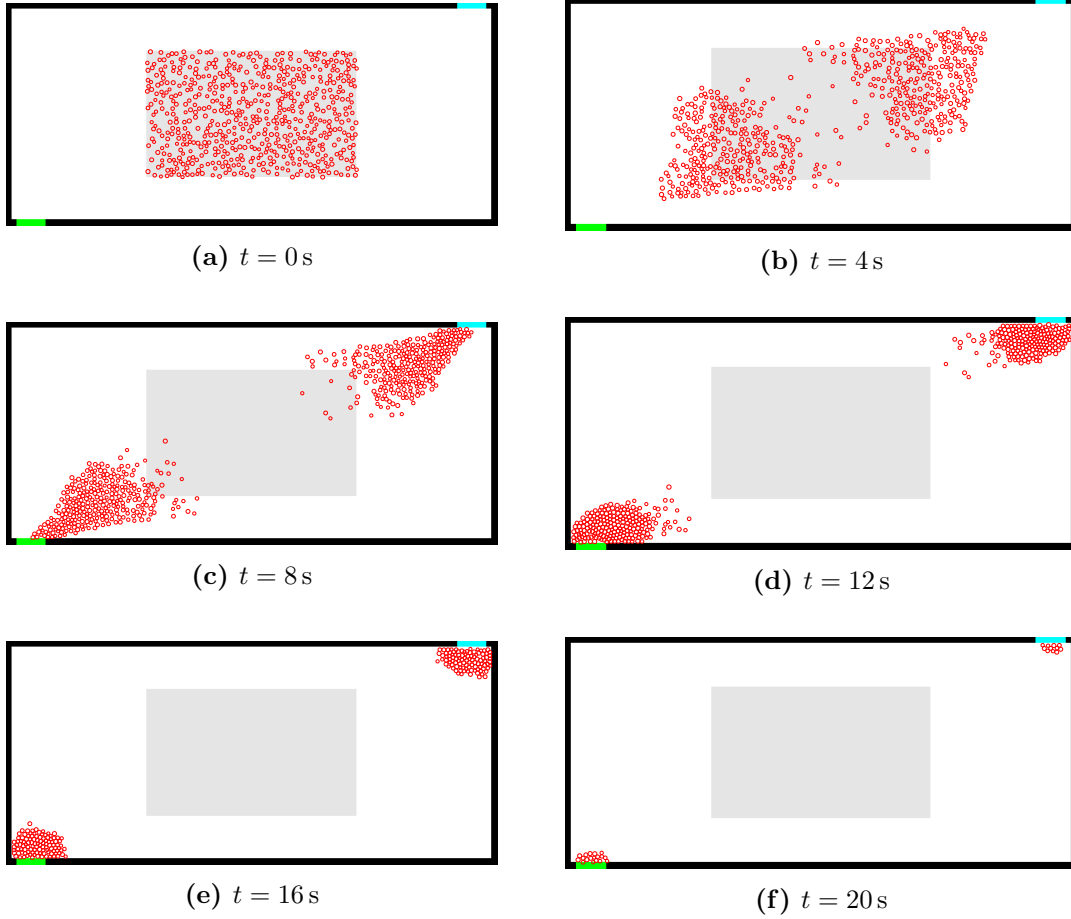 (a) t = 0 s
(b) t = 4 s
(c) t = 8 s
(d) t = 12 s
(e) t = 16 s
(f) t = 20 s